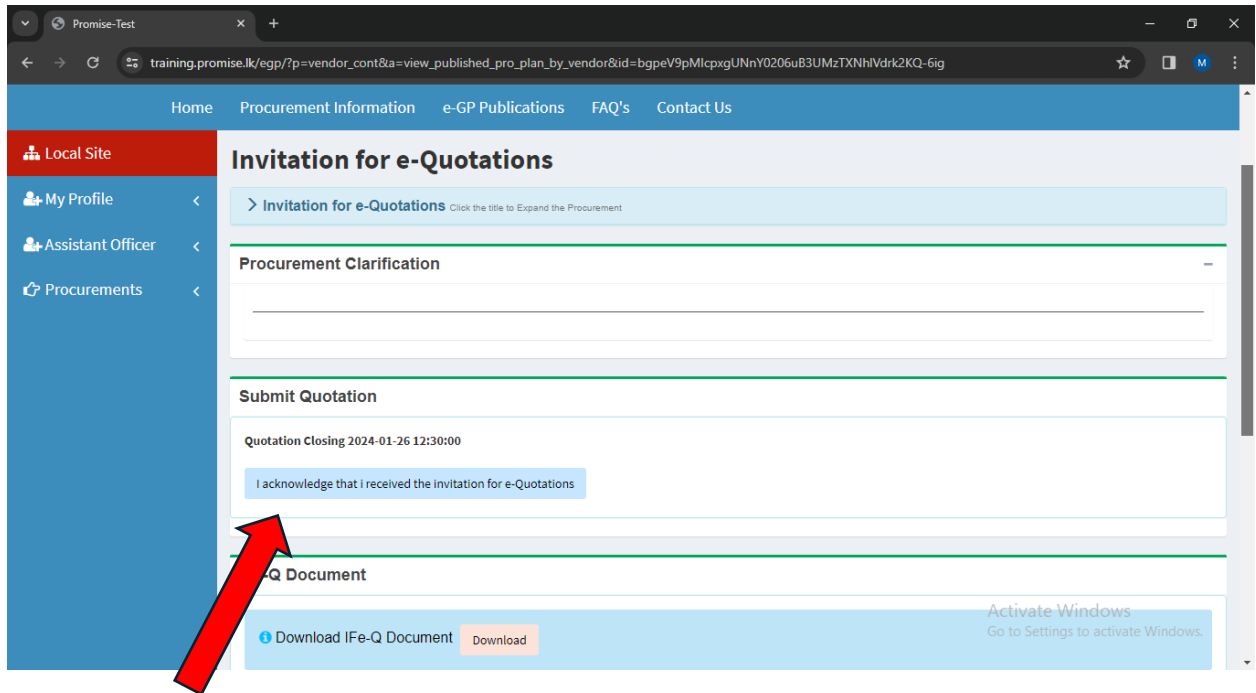 Promise-Test
training.promise.lk/egp/?p=vendor_cont&a=view_published_pro_plan_by_vendor&id=bgpeV9pMIcpxgUNnY0206uB3UMzTXNhIVdrk2KQ-6ig
M
Home Procurement Information e-GP Publications FAQ's Contact Us
Local Site
My Profile
Assistant Officer
Procurements
Invitation for e-Quotations
Invitation for e-Quotations Click the title to Expand the Procurement
Procurement Clarification
Submit Quotation
Quotation Closing 2024-01-26 12:30:00
I acknowledge that i received the invitation for e-Quotations
-Q Document
Download IFe-Q Document Download
Activate Windows
Go to Settings to activate Windows.